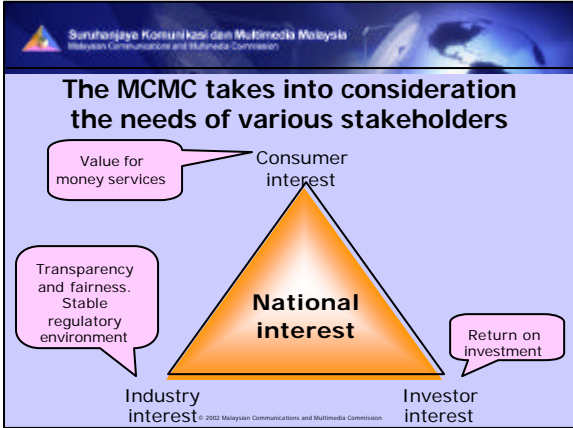 Suruhanjaya Komunikasi dan Multimedia Malaysia
Malaysian Communications and Multimedia Commission
The MCMC takes into consideration
the needs of various stakeholders
Value for
money services
Consumer
interest
Transparency
and fairness.
Stable
regulatory
environment
National
interest
Return on
investment
Industry
interest
Investor
interest
© 2002 Malaysian Communications and Multimedia Commission